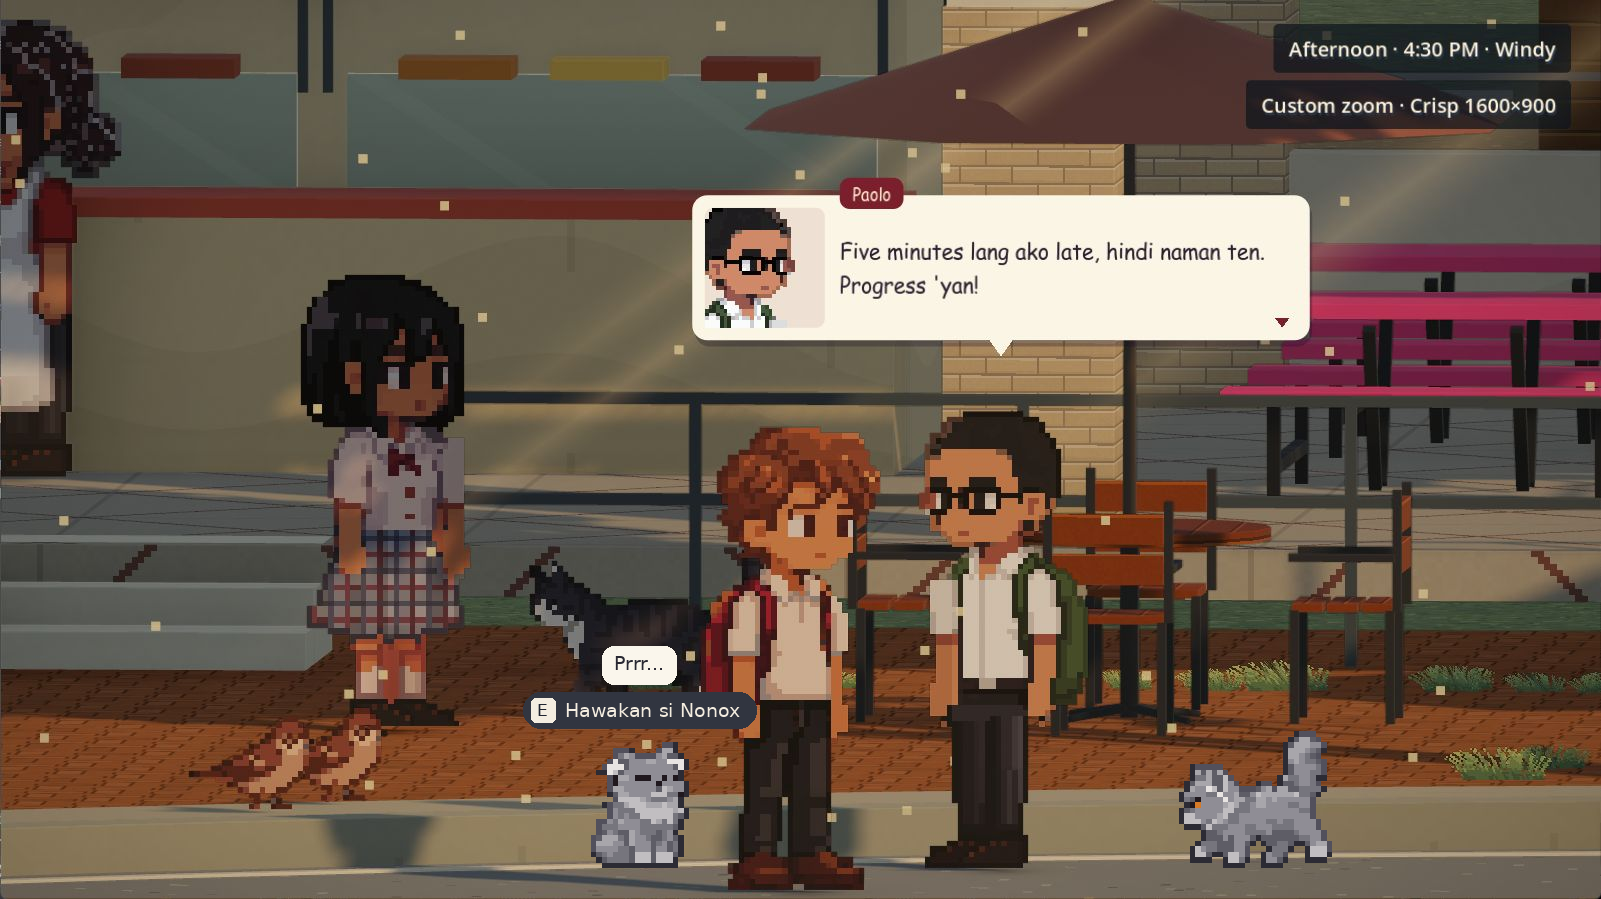 Afternoon · 4:30 PM · Windy
Custom zoom · Crisp 1600×900
Paolo
Five minutes lang ako late, hindi naman ten.
Progress 'yan!
Prrr...
E Hawakan si Nonox